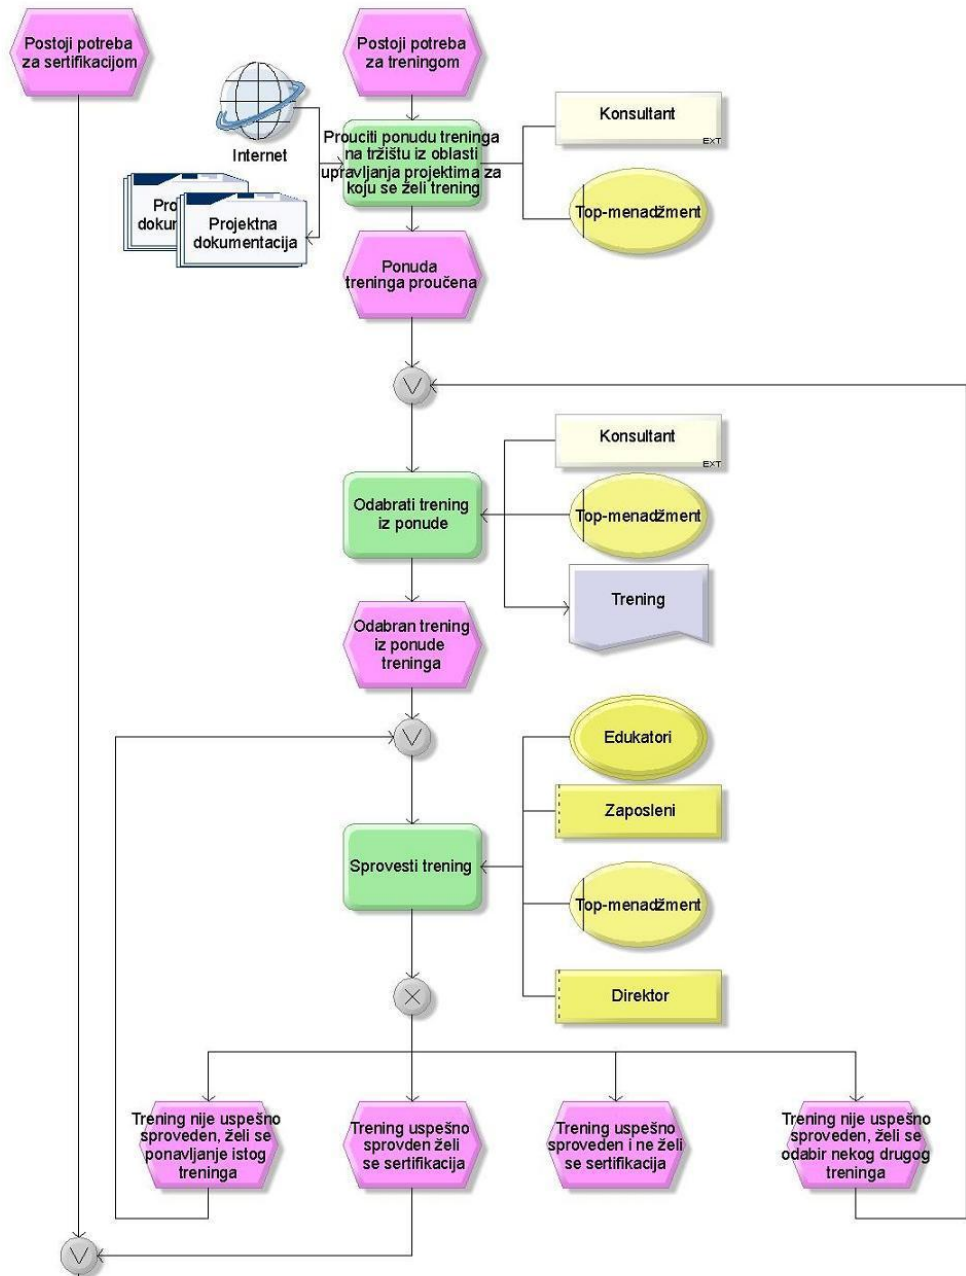 Postoji potreba
za sertifikacijom
Postoji potreba
za treningom
Internet
Prouciti ponudu treninga
na tržištu iz oblasti
upravljanja projektima za
koju se želi trening
Konsultant
EXT
Top-menadžment
Projektna
dokumentacija
Ponuda
treninga proučena
Konsultant
EXT
Odabrati trening
iz ponude
Top-menadžment
Trening
Odabran trening
iz ponude
treninga
Edukatori
Zaposleni
Sprovesti trening
Top-menadžment
Direktor
Trening nije uspešno
sproveden, želi se
ponavljanje istog
treninga
Trening uspešno
sprovden želi
se sertifikacija
Trening uspešno
sproveden i ne želi
se sertifikacija
Trening nije uspešno
sproveden, želi se
odabir nekog drugog
treninga